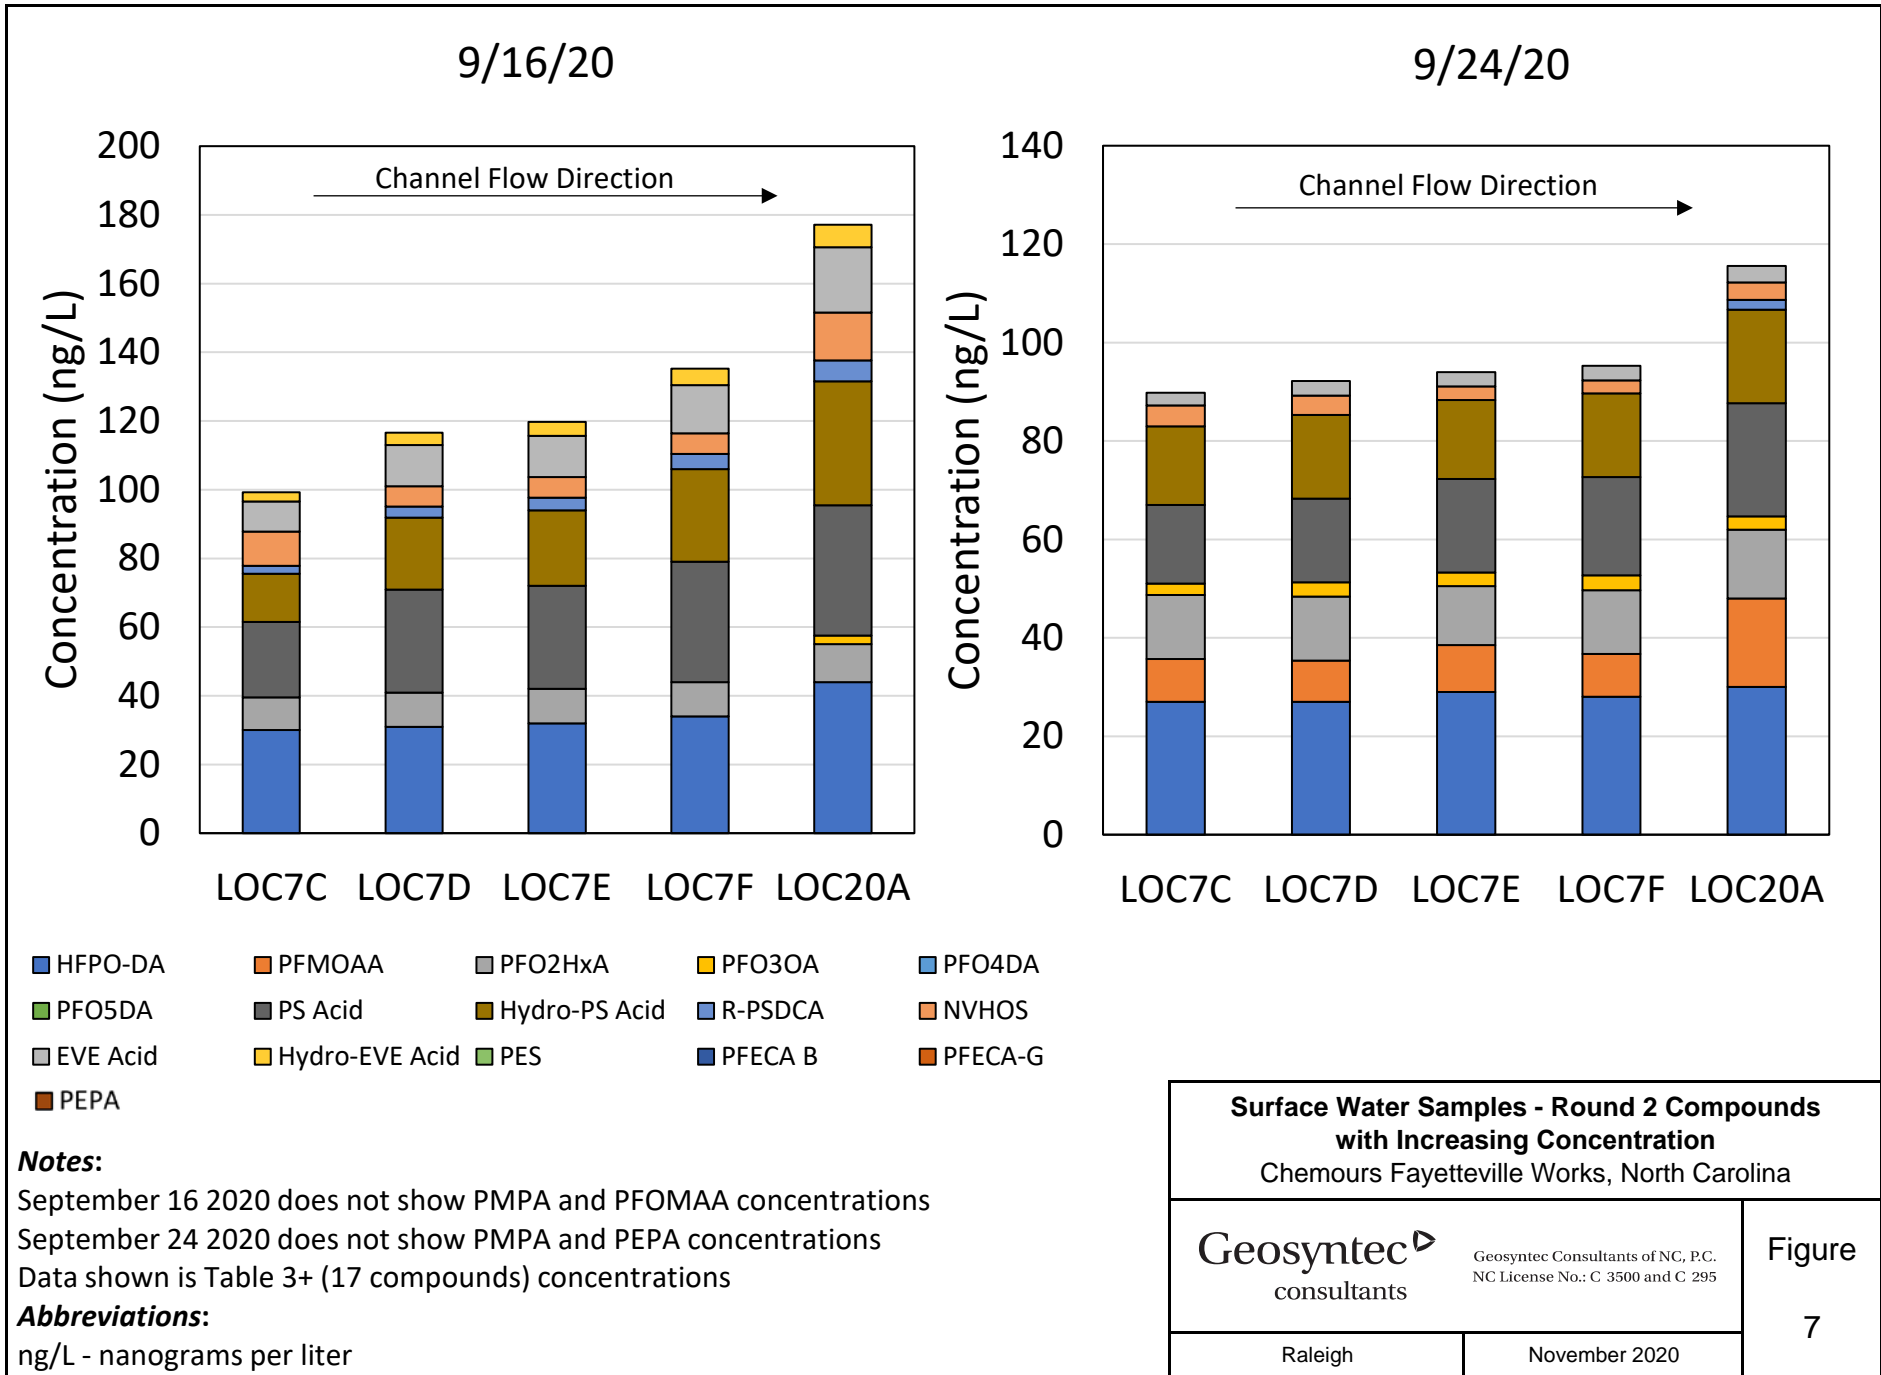 9/16/20
200
180
160
140
120
100
80
60
40
20
0
Concentration (ng/L)
Channel Flow Direction
LOC7C LOC7D LOC7E LOC7F LOC20A
9/24/20
140
120
100
80
60
40
20
0
Concentration (ng/L)
Channel Flow Direction
LOC7C LOC7D LOC7E LOC7F LOC20A
HFPO-DA PFMOAA PFO2HxA PFO3OA PFO4DA
PFO5DA PS Acid Hydro-PS Acid R-PSDCA NVHOS
EVE Acid Hydro-EVE Acid PES PFECA B PFECA-G
PEPA
Notes:
September 16 2020 does not show PMPA and PFOMAA concentrations
September 24 2020 does not show PMPA and PEPA concentrations
Data shown is Table 3+ (17 compounds) concentrations
Abbreviations:
ng/L - nanograms per liter
Surface Water Samples - Round 2 Compounds
with Increasing Concentration
Chemours Fayetteville Works, North Carolina
Geosyntec
consultants
Geosyntec Consultants of NC, P.C.
NC License No.: C 3500 and C 295
Figure
7
Raleigh
November 2020